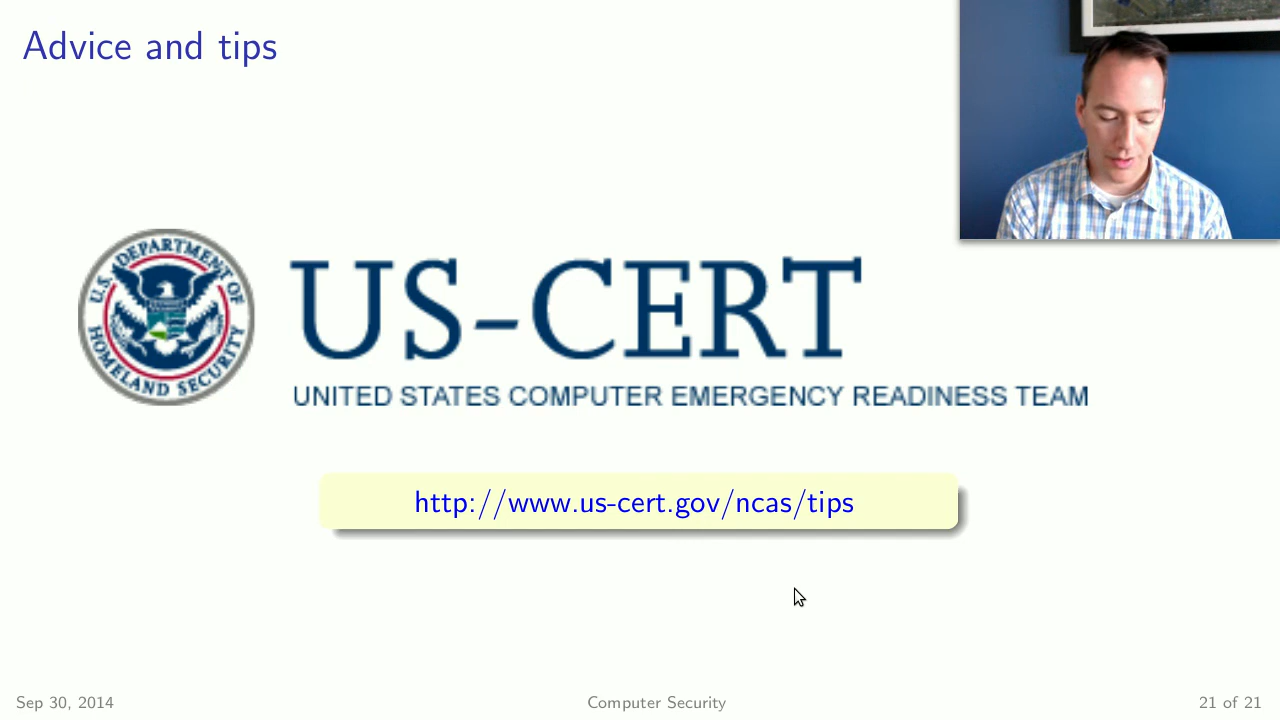 Advice and tips
U.S. DEPARTMENT OF
HOMELAND SECURITY
US-CERT
UNITED STATES COMPUTER EMERGENCY READINESS TEAM
http://www.us-cert.gov/ncas/tips
Sep 30, 2014
Computer Security
21 of 21